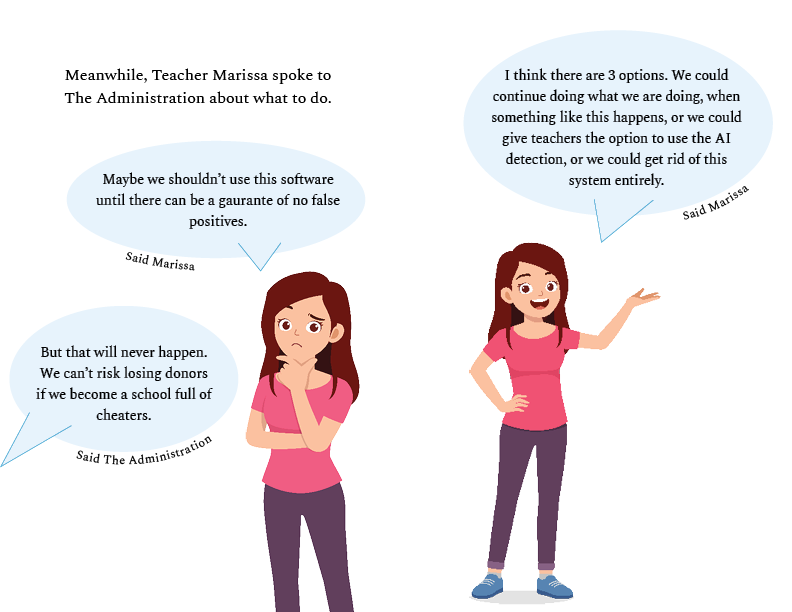 Meanwhile, Teacher Marissa spoke to
The Administration about what to do.
Maybe we shouldn't use this software
until there can be a gaurante of no false
positives.
Said Marissa
But that will never happen.
We can't risk losing donors
if we become a school full of
cheaters.
Said The Administration
I think there are 3 options. We could
continue doing what we are doing, when
something like this happens, or we could
give teachers the option to use the AI
detection, or we could get rid of this
system entirely.
Said Marissa